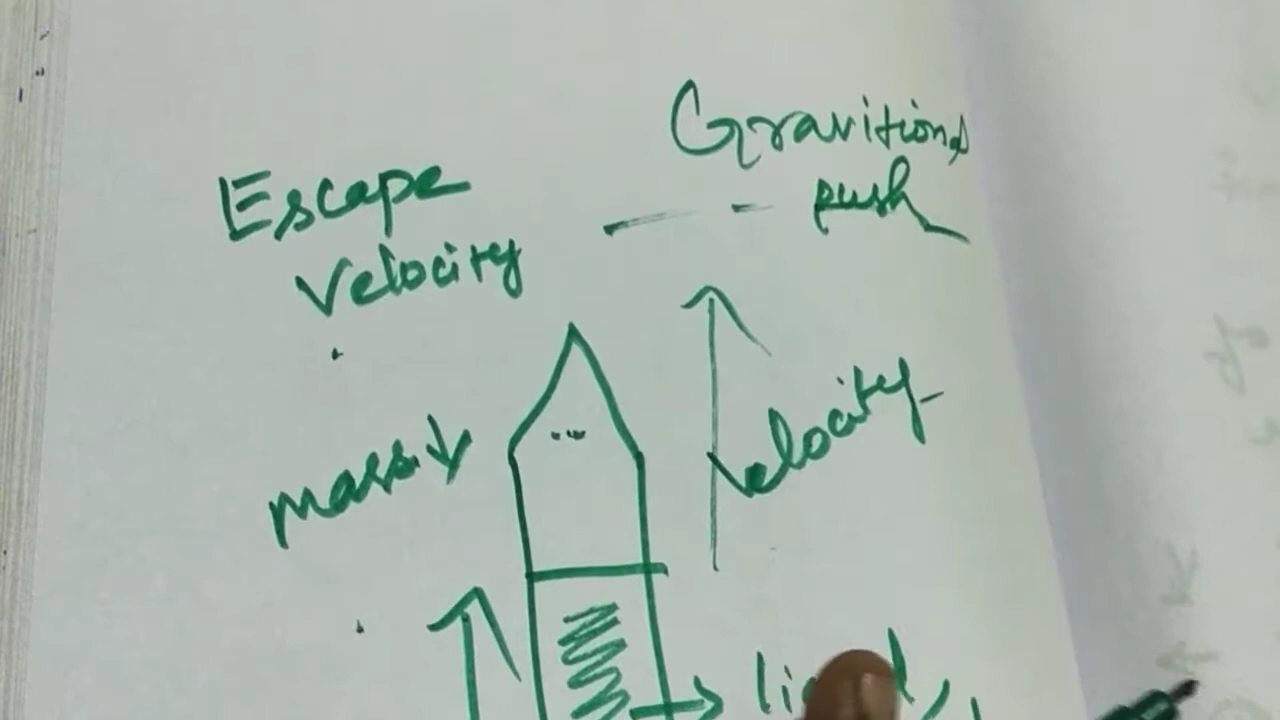 Gravitional
push
Escape
Velocity
velocity
mass ↓